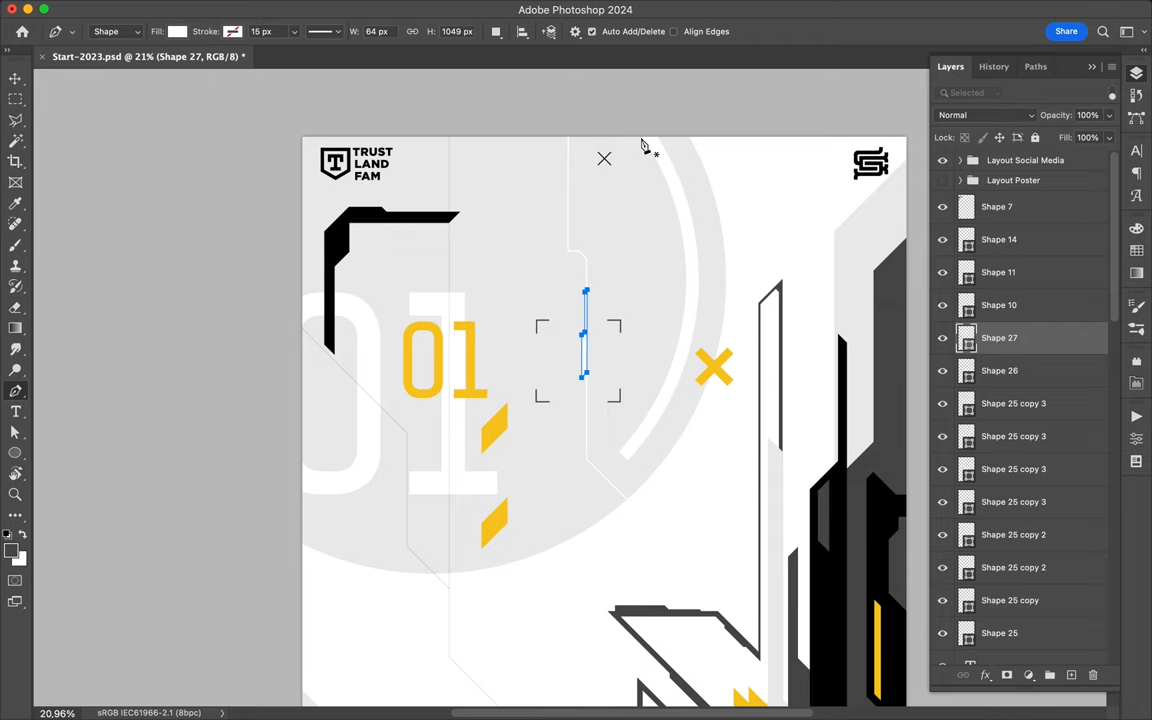 Adobe Photoshop 2024
Shape Fill: Stroke: 15 px W: 64 px H: 1049 px Auto Add/Delete Align Edges Share
Start-2023.psd @ 21% (Shape 27, RGB/8) *
Layers History Paths
Selected
Normal Opacity: 100%
Lock: Fill: 100%
Layout Social Media
Layout Poster
Shape 7
Shape 14
Shape 11
Shape 10
Shape 27
Shape 26
Shape 25 copy 3
Shape 25 copy 3
Shape 25 copy 3
Shape 25 copy 3
Shape 25 copy 2
Shape 25 copy 2
Shape 25 copy
Shape 25
TRUST
LAND
FAM
01
01
20,96% sRGB IEC61966-2.1 (8bpc)